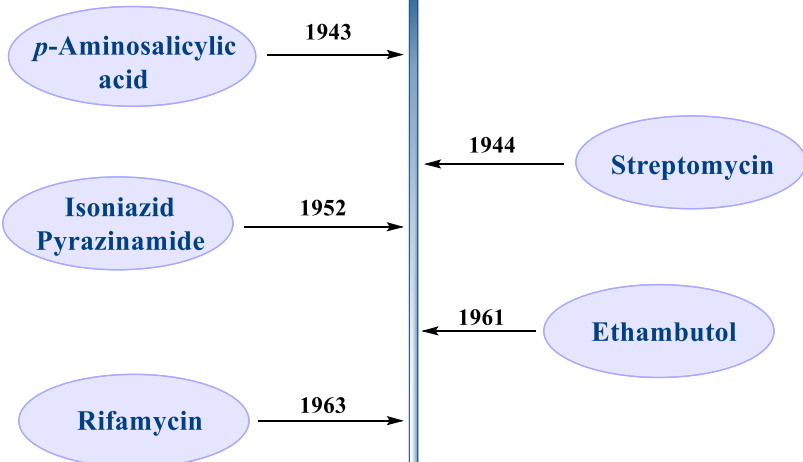 p-Aminosalicylic
acid
1943
1944
Streptomycin
Isoniazid
Pyrazinamide
1952
1961
Ethambutol
Rifamycin
1963